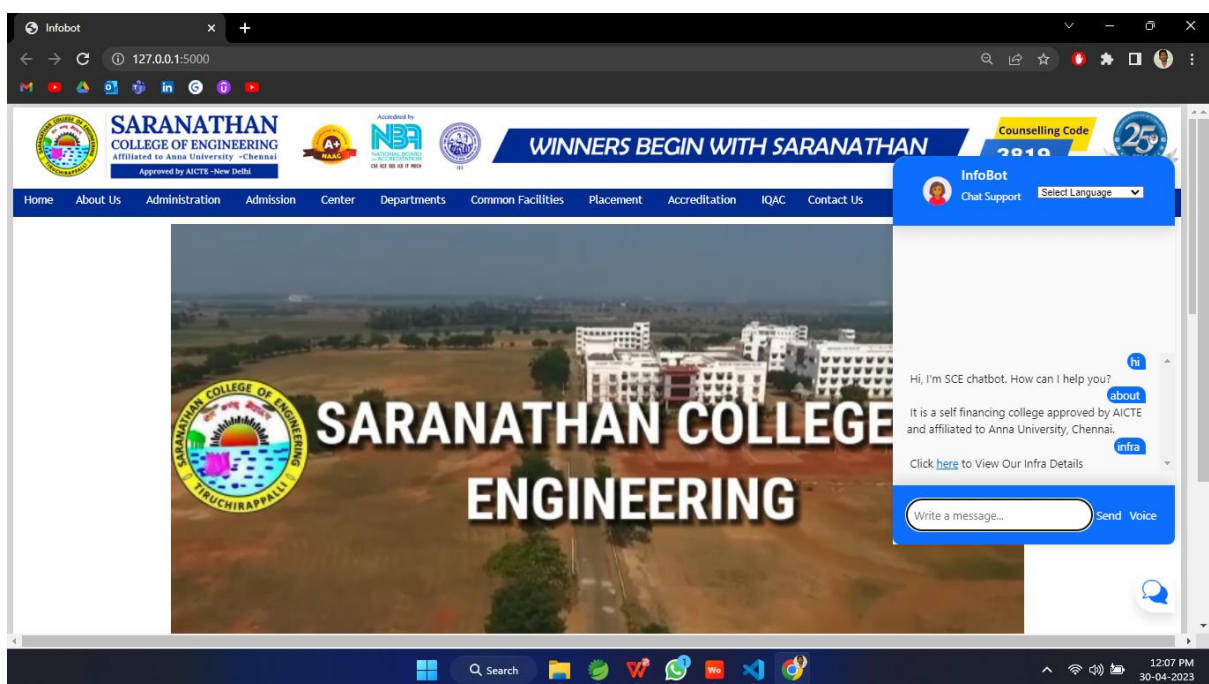 Infobot
127.0.0.1:5000
SARANATHAN
COLLEGE OF ENGINEERING
Affiliated to Anna University -Chennai
Approved by AICTE -New Delhi
A+
NAAC
Accredited by
NBA
NATIONAL BOARD
WINNERS BEGIN WITH SARANATHAN
Counselling Code
3819
25
Home About Us Administration Admission Center Departments Common Facilities Placement Accreditation IQAC Contact Us
InfoBot
Chat Support Select Language
SARANATHAN COLLEGE OF ENGINEERING
TIRUCHIRAPPALLI
SARANATHAN COLLEGE
ENGINEERING
hi
Hi, I'm SCE chatbot. How can I help you?
about
It is a self financing college approved by AICTE
and affiliated to Anna University, Chennai.
infra
Click here to View Our Infra Details
Write a message... Send Voice
Search
12:07 PM
30-04-2023